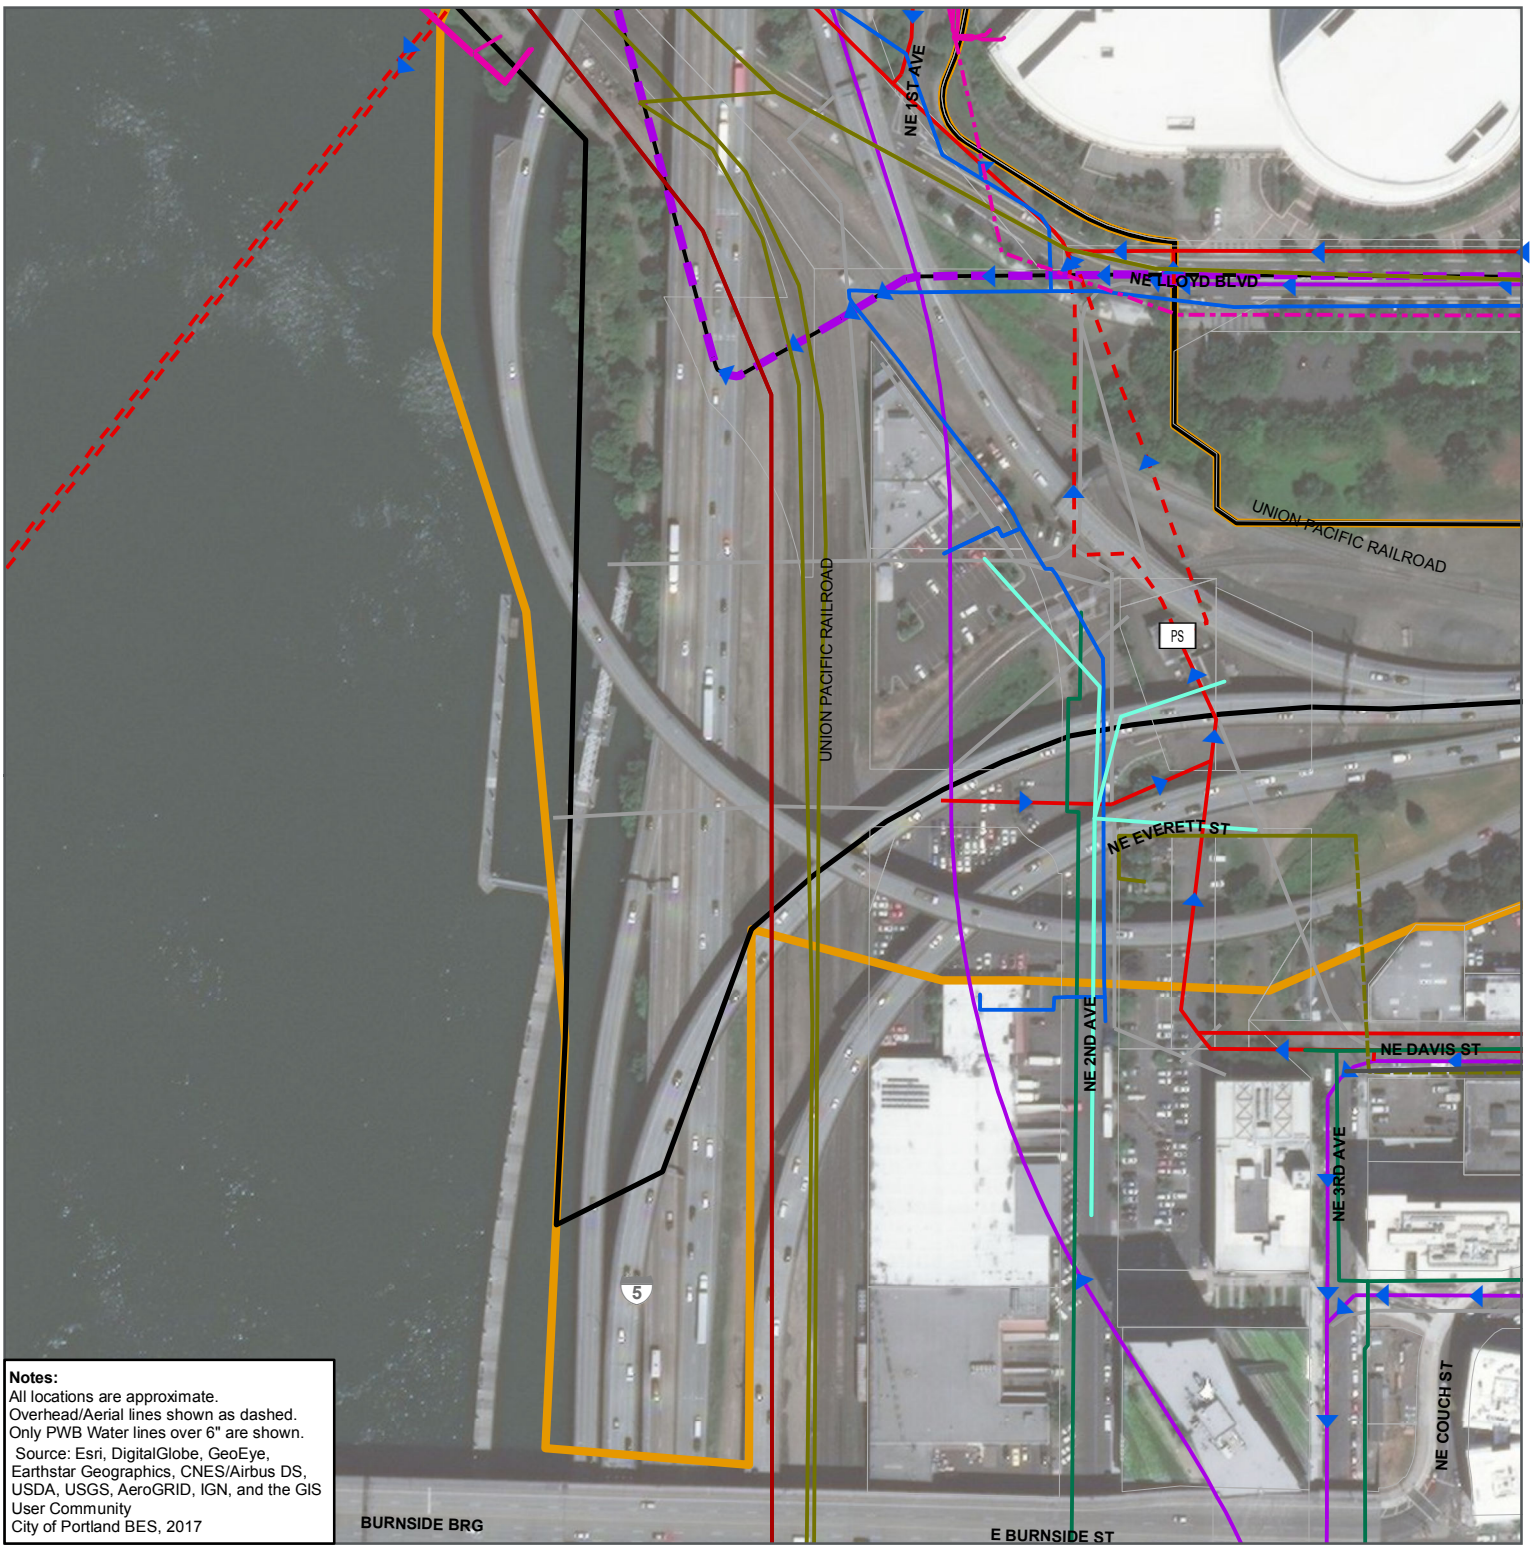 NE 1ST AVE
NE LLOYD BLVD
UNION PACIFIC RAILROAD
UNION PACIFIC RAILROAD
PS
NE EVERETT ST
NE 2ND AVE
NE DAVIS ST
NE 3RD AVE
5
NE COUCH ST
Notes:
All locations are approximate.
Overhead/Aerial lines shown as dashed.
Only PWB Water lines over 6" are shown.
Source: Esri, DigitalGlobe, GeoEye,
Earthstar Geographics, CNES/Airbus DS,
USDA, USGS, AeroGRID, IGN, and the GIS
User Community
City of Portland BES, 2017
BURNSIDE BRG
E BURNSIDE ST